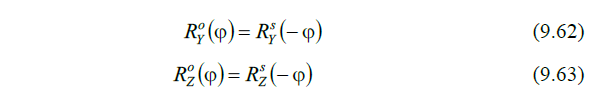 R_Y^o(φ) = R_Y^s(− φ) (9.62)
R_Z^o(φ) = R_Z^s(− φ) (9.63)